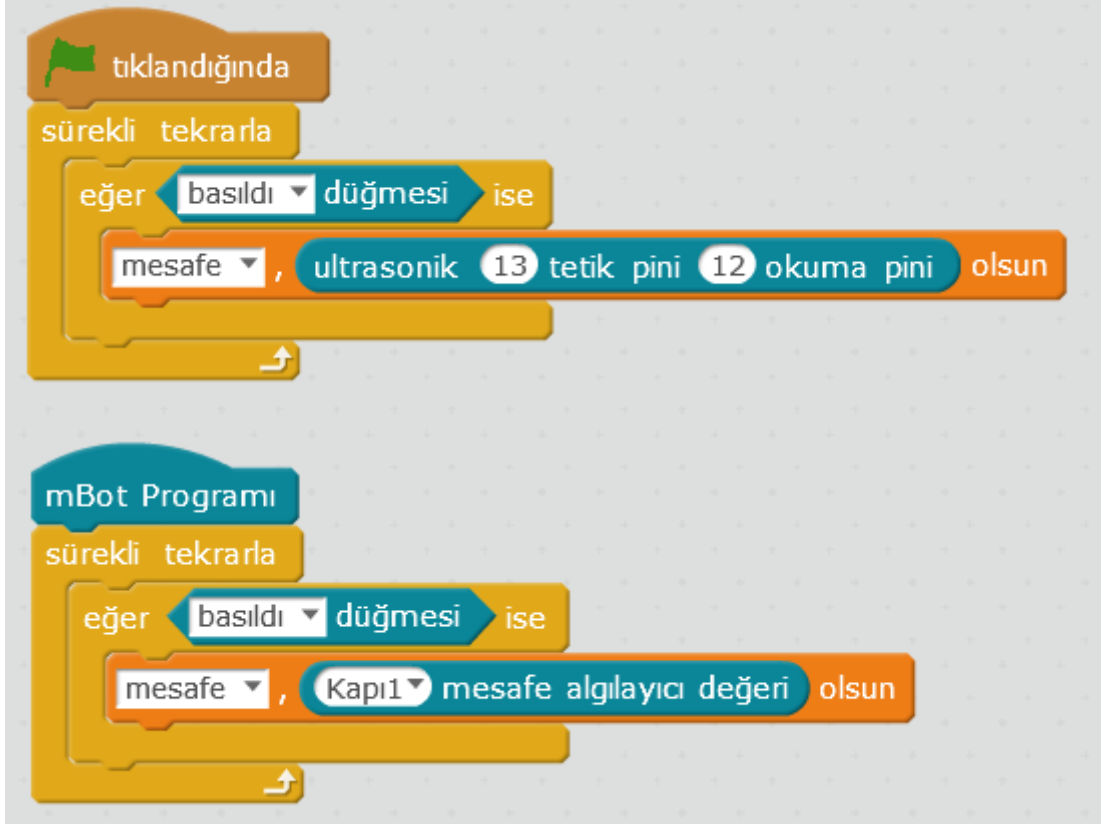 tıklandığında
sürekli tekrarla
eğer basıldı düğmesi ise
mesafe , ultrasonik 13 tetik pini 12 okuma pini olsun
mBot Programı
sürekli tekrarla
eğer basıldı düğmesi ise
mesafe , Kapı1 mesafe algılayıcı değeri olsun